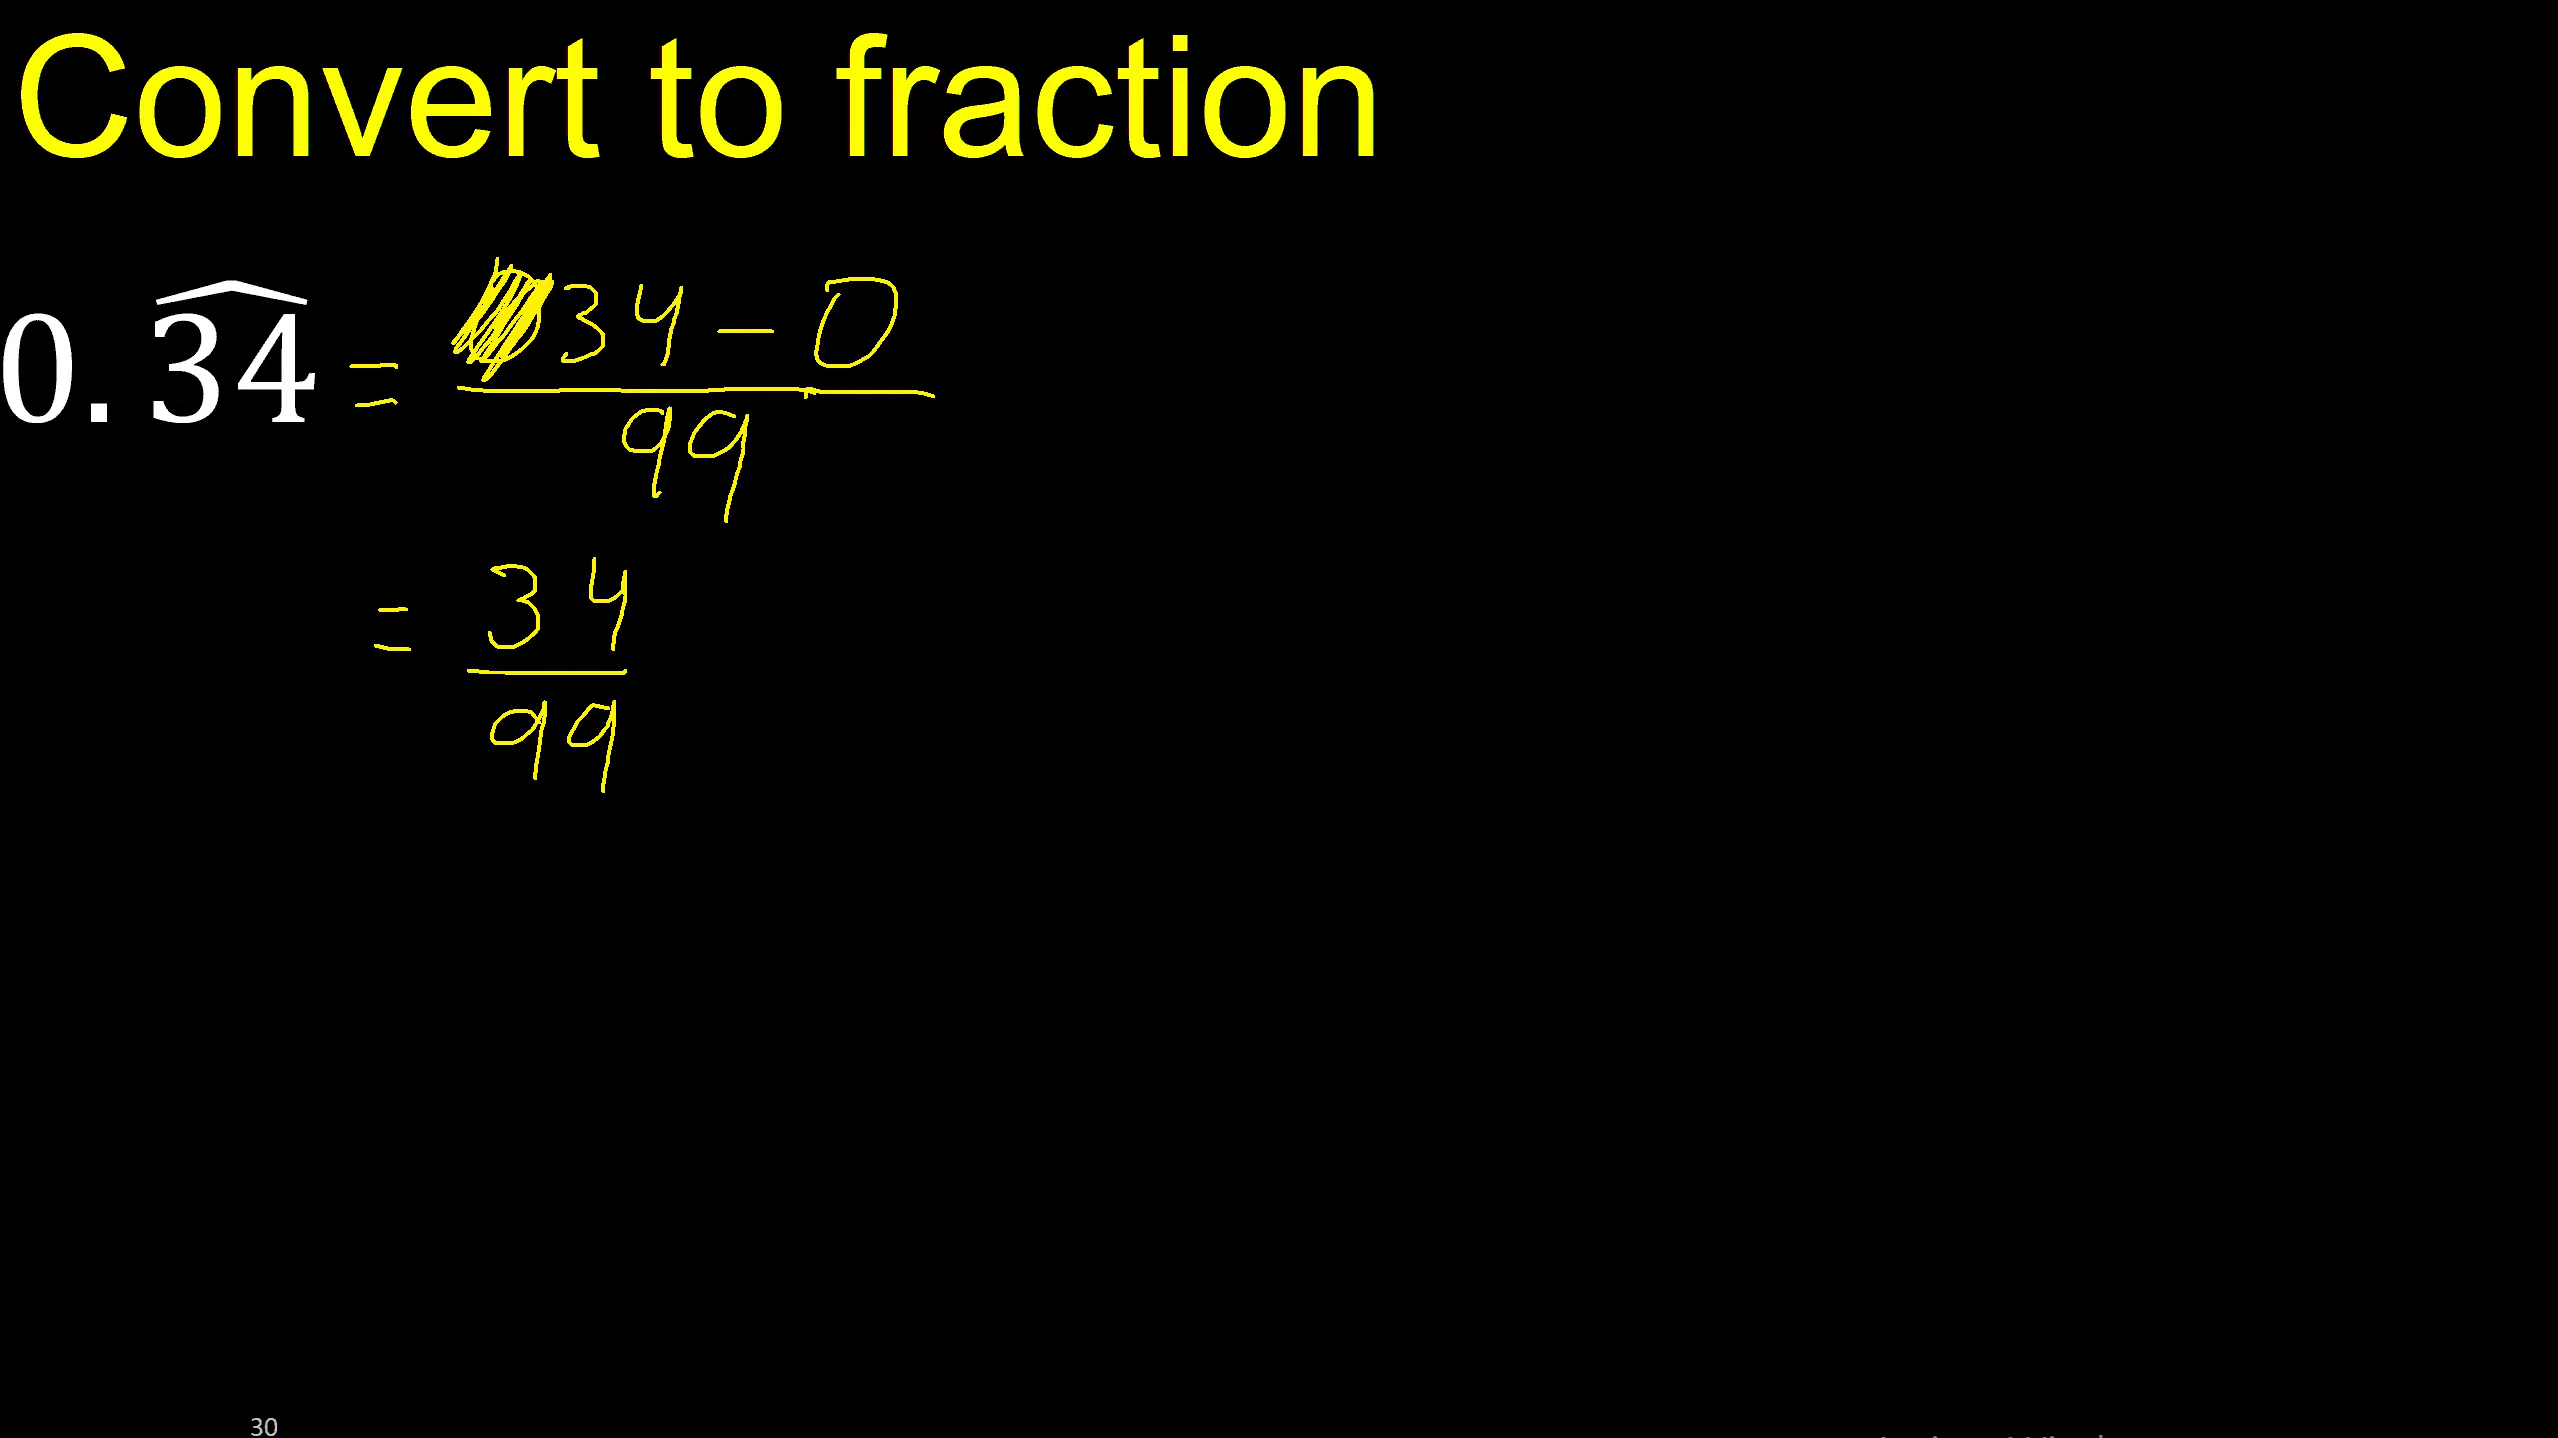 Convert to fraction
0.34 = 34 - 0
99
= 34
99
30